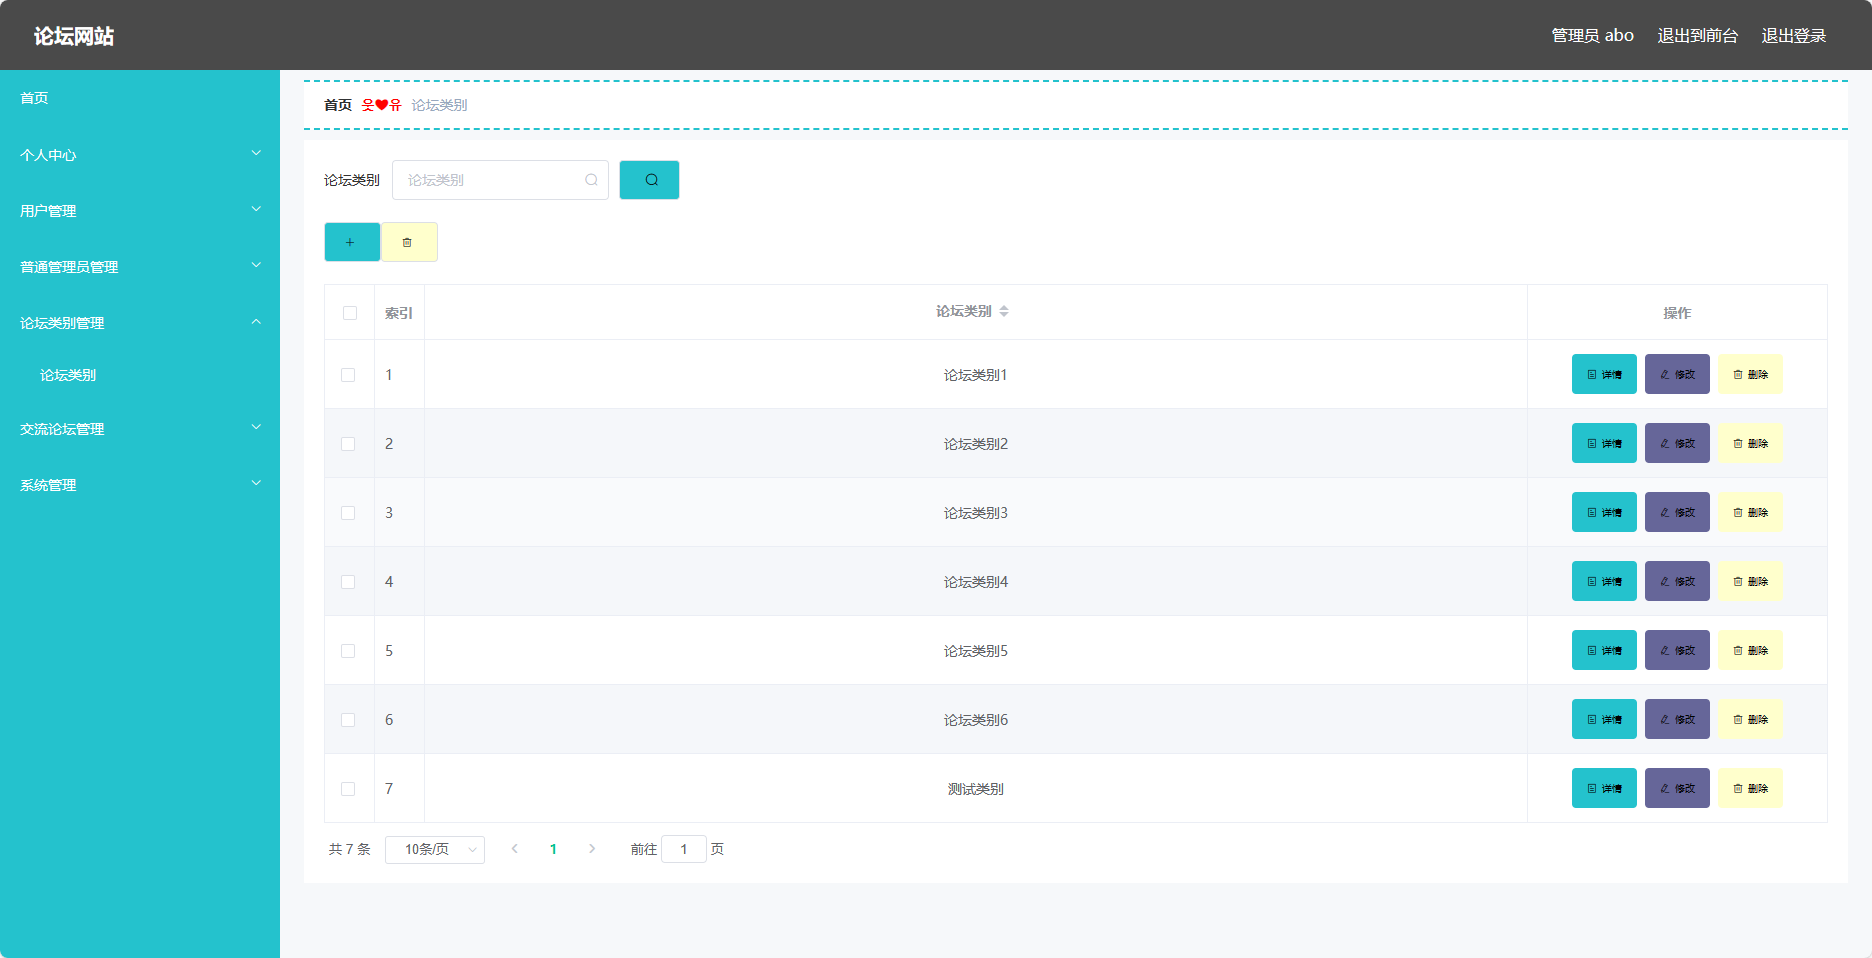 论坛网站
管理员 abo 退出到前台 退出登录
首页
个人中心
用户管理
普通管理员管理
论坛类别管理
论坛类别
交流论坛管理
系统管理
首页 웃❤유 论坛类别
论坛类别 论坛类别
索引 论坛类别 操作
1 论坛类别1 详情 修改 删除
2 论坛类别2 详情 修改 删除
3 论坛类别3 详情 修改 删除
4 论坛类别4 详情 修改 删除
5 论坛类别5 详情 修改 删除
6 论坛类别6 详情 修改 删除
7 测试类别 详情 修改 删除
共 7 条 10条/页 1 前往 1 页